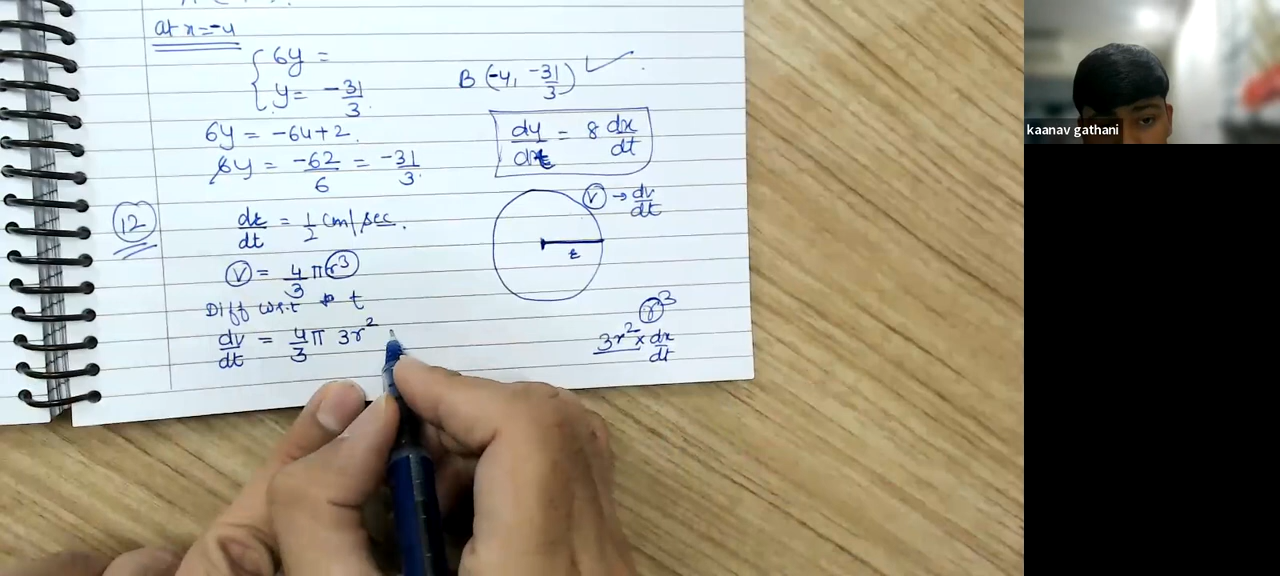 at x=-4
6y =
y = -31/3
B (-4, -31/3) ✓
6y = -64+2.
dy/dt = 8 dx/dt
6y = -62/6 = -31/3.
12
dr/dt = 1/2 cm/sec.
V → dv/dt
r
V = 4/3 πr³
Diff w.r.t t
r³
dv/dt = 4/3 π 3r²
3r² × dr/dt
kaanav gathani